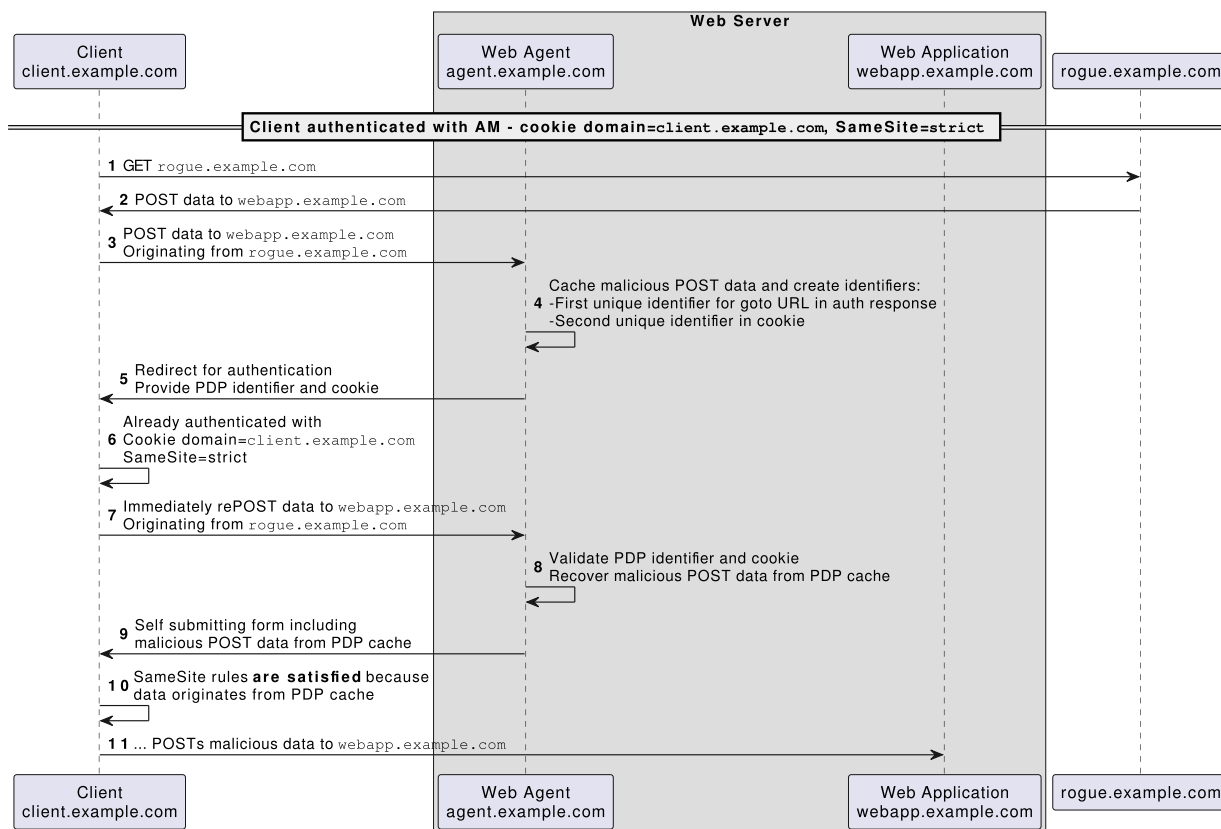 Web Server
Client
client.example.com
Web Agent
agent.example.com
Web Application
webapp.example.com
rogue.example.com
Client authenticated with AM - cookie domain=client.example.com, SameSite=strict
1 GET rogue.example.com
2 POST data to webapp.example.com
3 POST data to webapp.example.com
Originating from rogue.example.com
Cache malicious POST data and create identifiers:
4 -First unique identifier for goto URL in auth response
-Second unique identifier in cookie
5 Redirect for authentication
Provide PDP identifier and cookie
Already authenticated with
6 Cookie domain=client.example.com
SameSite=strict
7 Immediately rePOST data to webapp.example.com
Originating from rogue.example.com
8 Validate PDP identifier and cookie
Recover malicious POST data from PDP cache
9 Self submitting form including
malicious POST data from PDP cache
10 SameSite rules are satisfied because
data originates from PDP cache
11 ... POSTs malicious data to webapp.example.com
Client
client.example.com
Web Agent
agent.example.com
Web Application
webapp.example.com
rogue.example.com